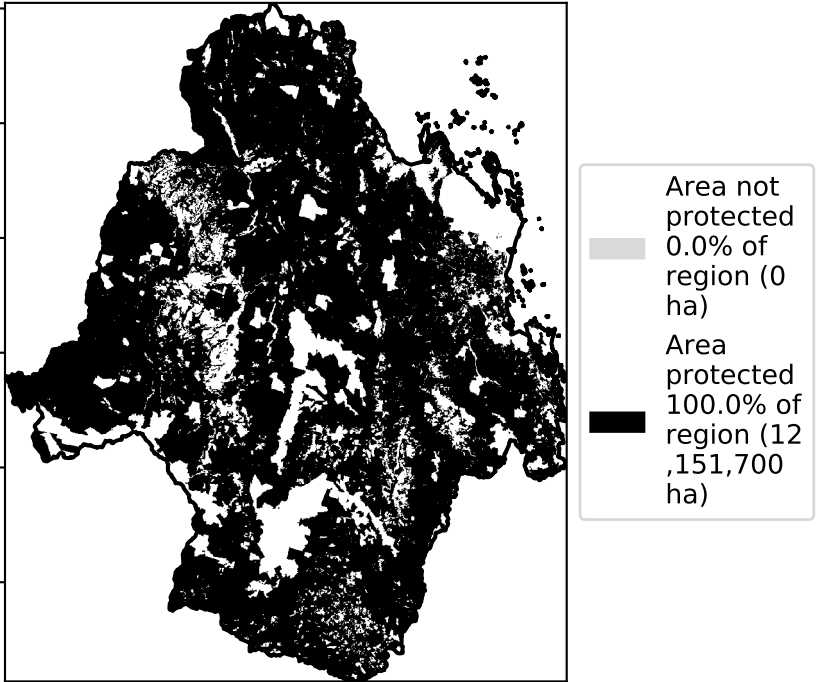 Area not
protected
0.0% of
region (0
ha)
Area
protected
100.0% of
region (12
,151,700
ha)